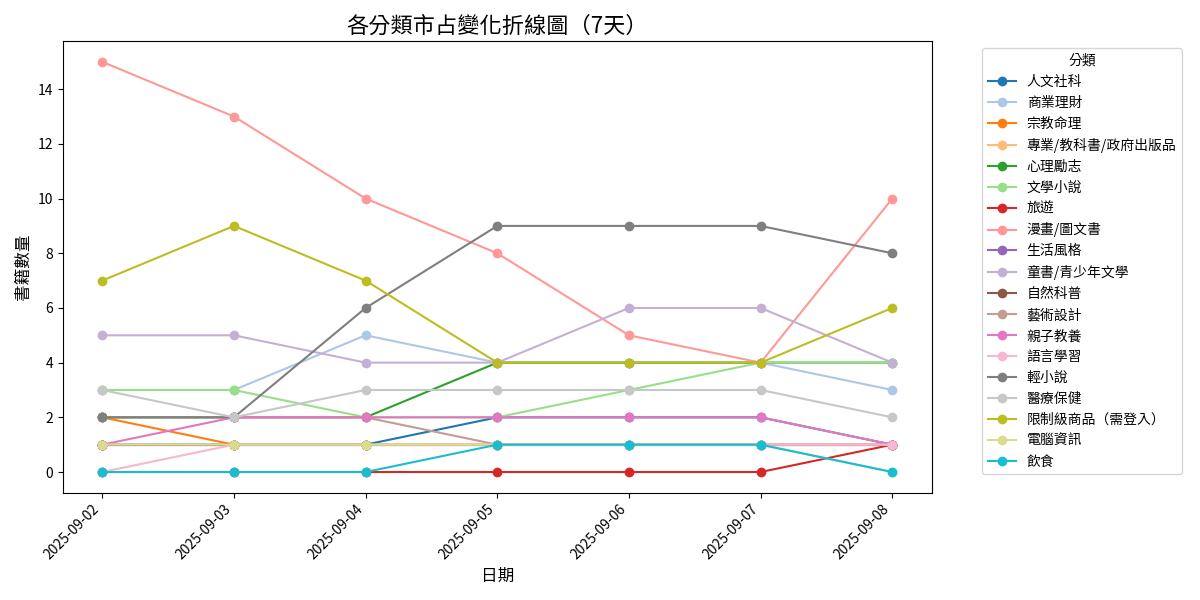 各分類市占變化折線圖（7天）
書籍數量
14
12
10
8
6
4
2
0
2025-09-02
2025-09-03
2025-09-04
2025-09-05
2025-09-06
2025-09-07
2025-09-08
日期
分類
人文社科
商業理財
宗教命理
專業/教科書/政府出版品
心理勵志
文學小說
旅遊
漫畫/圖文書
生活風格
童書/青少年文學
自然科普
藝術設計
親子教養
語言學習
輕小說
醫療保健
限制級商品（需登入）
電腦資訊
飲食